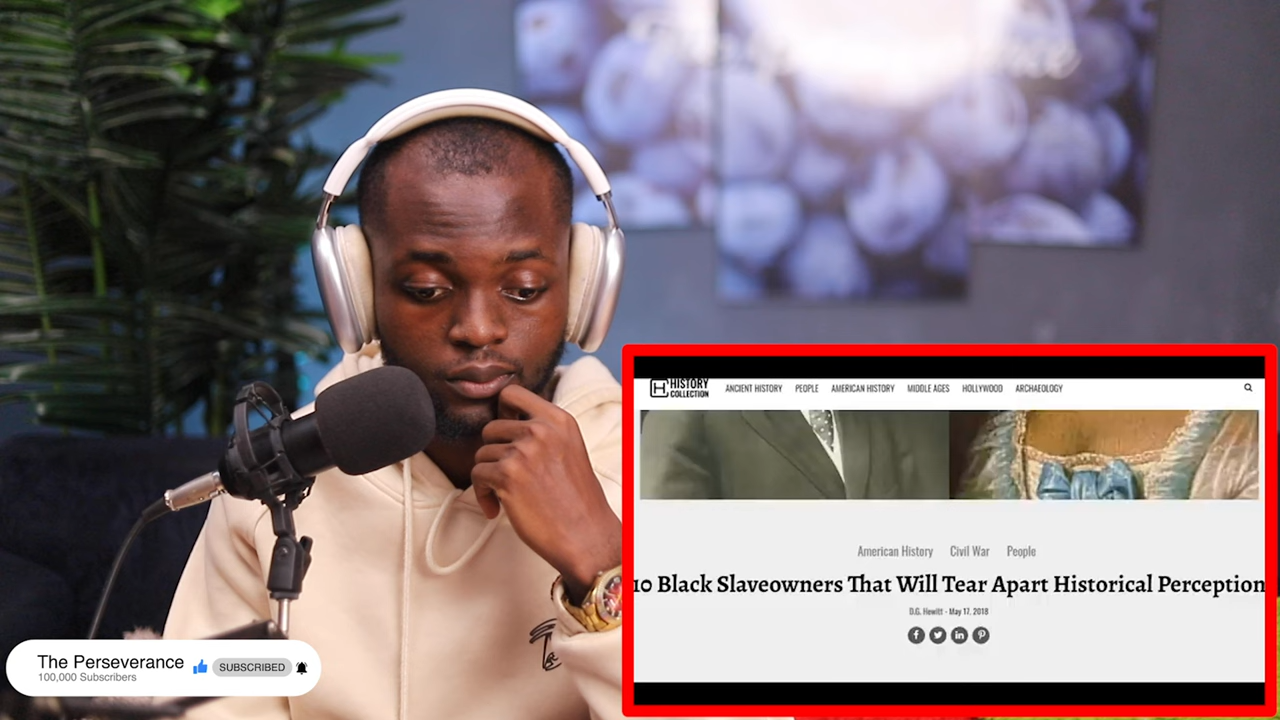 HISTORY
COLLECTION
ANCIENT HISTORY PEOPLE AMERICAN HISTORY MIDDLE AGES HOLLYWOOD ARCHAEOLOGY
American History Civil War People
10 Black Slaveowners That Will Tear Apart Historical Perception
D.G. Hewitt - May 17, 2018
The Perseverance
SUBSCRIBED
100,000 Subscribers